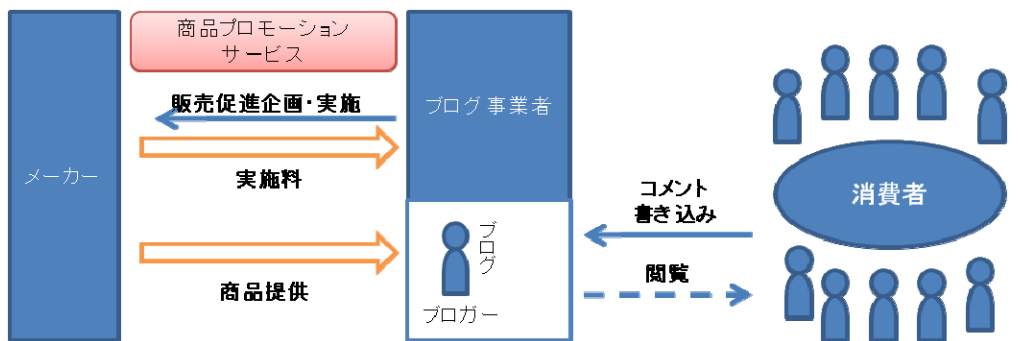 商品プロモーション
サービス
販売促進企画・実施
ブログ事業者
メーカー
実施料
商品提供
ブログ
ブロガー
コメント
書き込み
閲覧
消費者